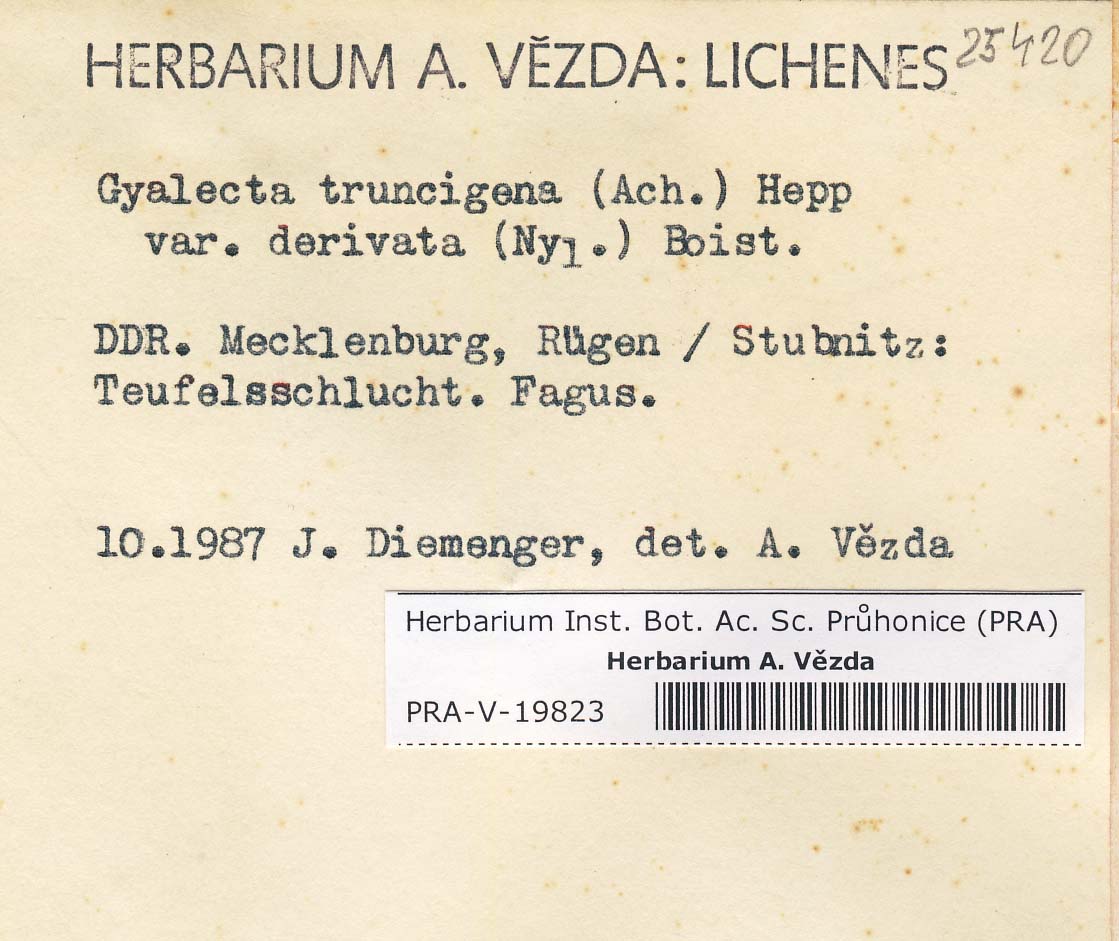 HERBARIUM A. VĚZDA: LICHENES 25420
Gyalecta truncigena (Ach.) Hepp
var. derivata (Nyl.) Boist.
DDR. Mecklenburg, Rügen / Stubnitz:
Teufelsschlucht. Fagus.
10.1987 J. Diemenger, det. A. Vězda
Herbarium Inst. Bot. Ac. Sc. Průhonice (PRA)
Herbarium A. Vězda
PRA-V-19823